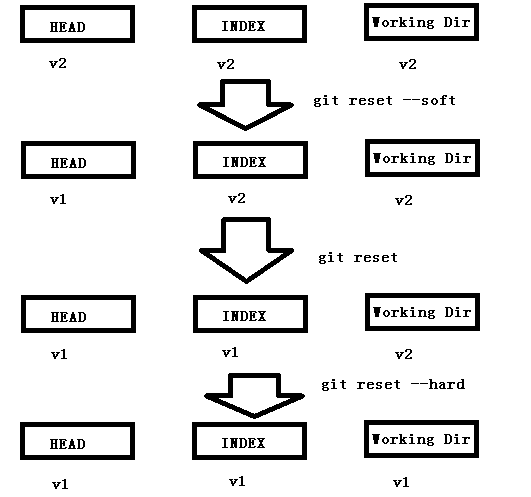 HEAD INDEX Working Dir
v2 v2 v2
git reset --soft
HEAD INDEX Working Dir
v1 v2 v2
git reset
HEAD INDEX Working Dir
v1 v1 v2
git reset --hard
HEAD INDEX Working Dir
v1 v1 v1